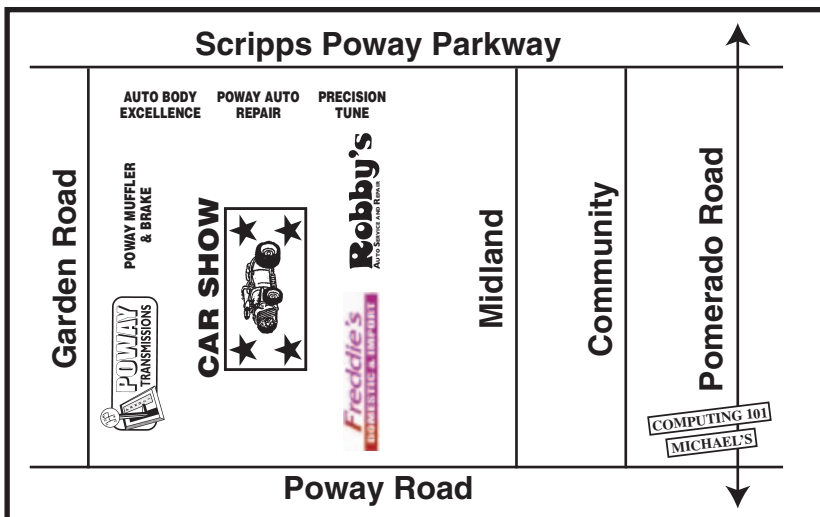 Scripps Poway Parkway
AUTO BODY
EXCELLENCE
POWAY AUTO
REPAIR
PRECISION
TUNE
Garden Road
POWAY MUFFLER
& BRAKE
POWAY
TRANSMISSIONS
CAR SHOW
Robby's
AUTO SERVICE AND REPAIR
Freddie's
DOMESTIC & IMPORT
Midland
Community
Pomerado Road
COMPUTING 101
MICHAEL'S
Poway Road